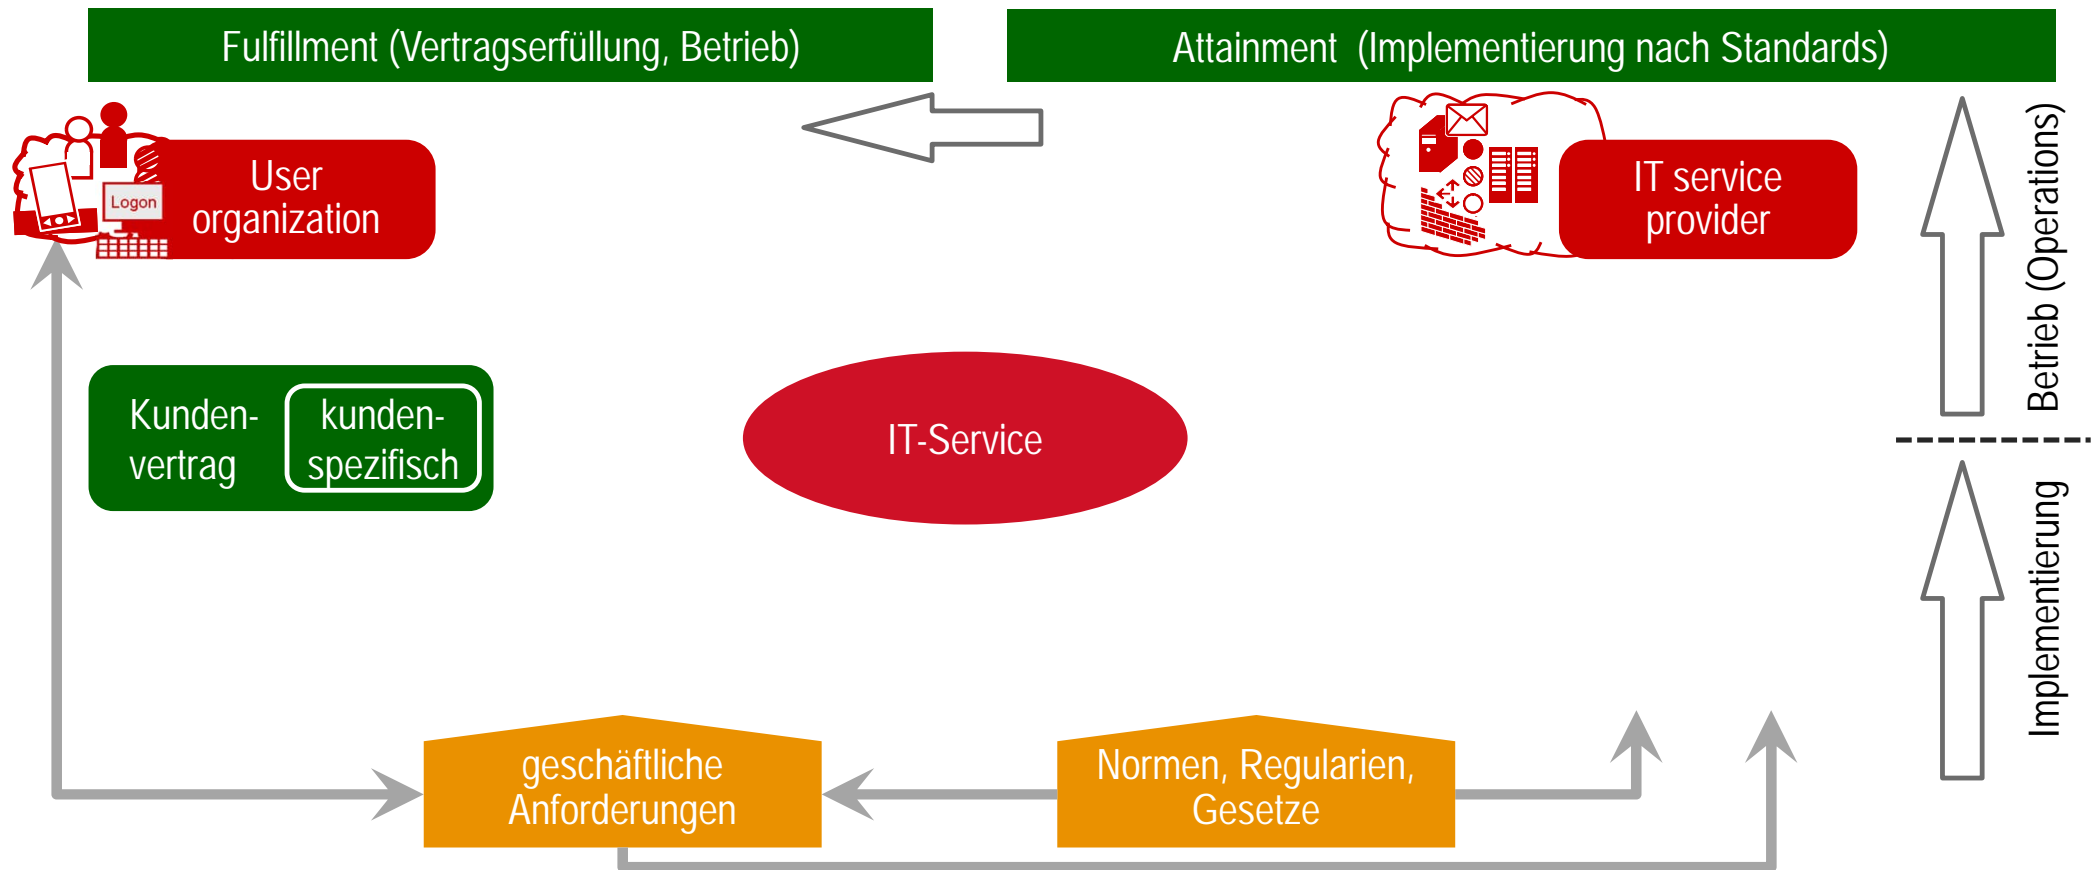 Fulfillment (Vertragserfüllung, Betrieb)
Attainment (Implementierung nach Standards)
Logon
User
organization
IT service
provider
Betrieb (Operations)
Kunden-
vertrag
kunden-
spezifisch
IT-Service
Implementierung
geschäftliche
Anforderungen
Normen, Regularien,
Gesetze